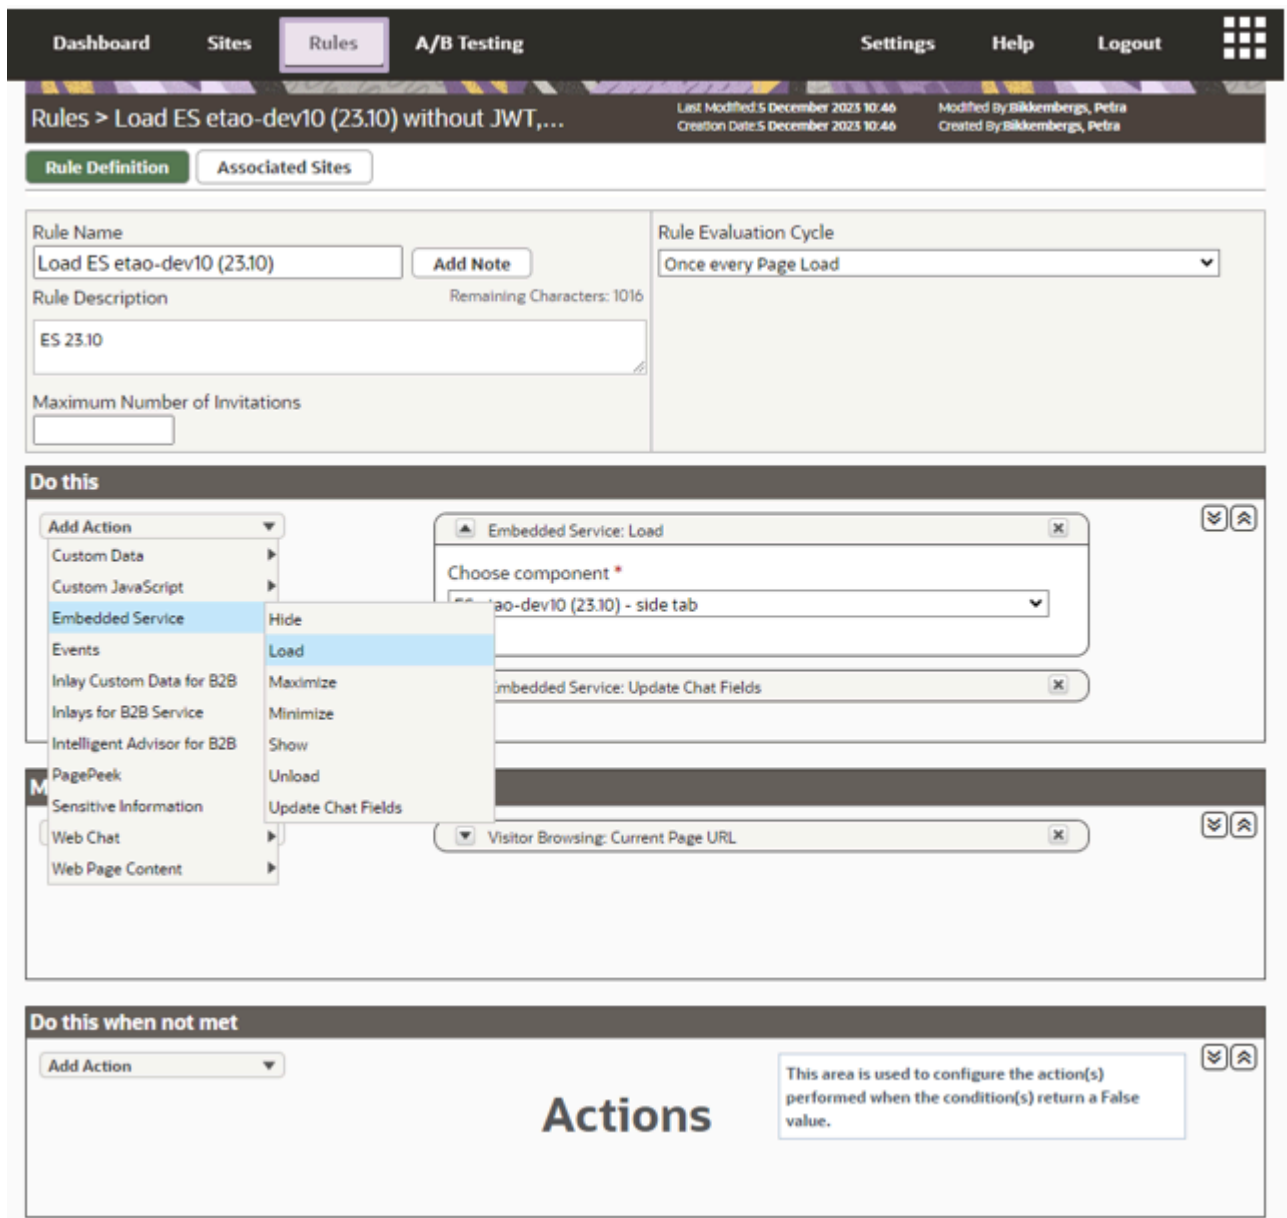 Dashboard Sites Rules A/B Testing Settings Help Logout
Rules > Load ES etao-dev10 (23.10) without JWT,...
Last Modified:5 December 2023 10:46 Modified By:Bikkembergs, Petra
Creation Date:5 December 2023 10:46 Created By:Bikkembergs, Petra
Rule Definition Associated Sites
Rule Name
Load ES etao-dev10 (23.10) Add Note
Rule Description Remaining Characters: 1016
ES 23.10
Maximum Number of Invitations
Rule Evaluation Cycle
Once every Page Load
Do this
Add Action
Custom Data
Custom JavaScript
Embedded Service
Events
Inlay Custom Data for B2B
Inlays for B2B Service
Intelligent Advisor for B2B
PagePeek
Sensitive Information
Web Chat
Web Page Content
Hide
Load
Maximize
Minimize
Show
Unload
Update Chat Fields
Embedded Service: Load
Choose component *
(23.10) - side tab
Service: Update Chat Fields
Visitor Browsing: Current Page URL
Do this when not met
Add Action
Actions
This area is used to configure the action(s)
performed when the condition(s) return a False
value.